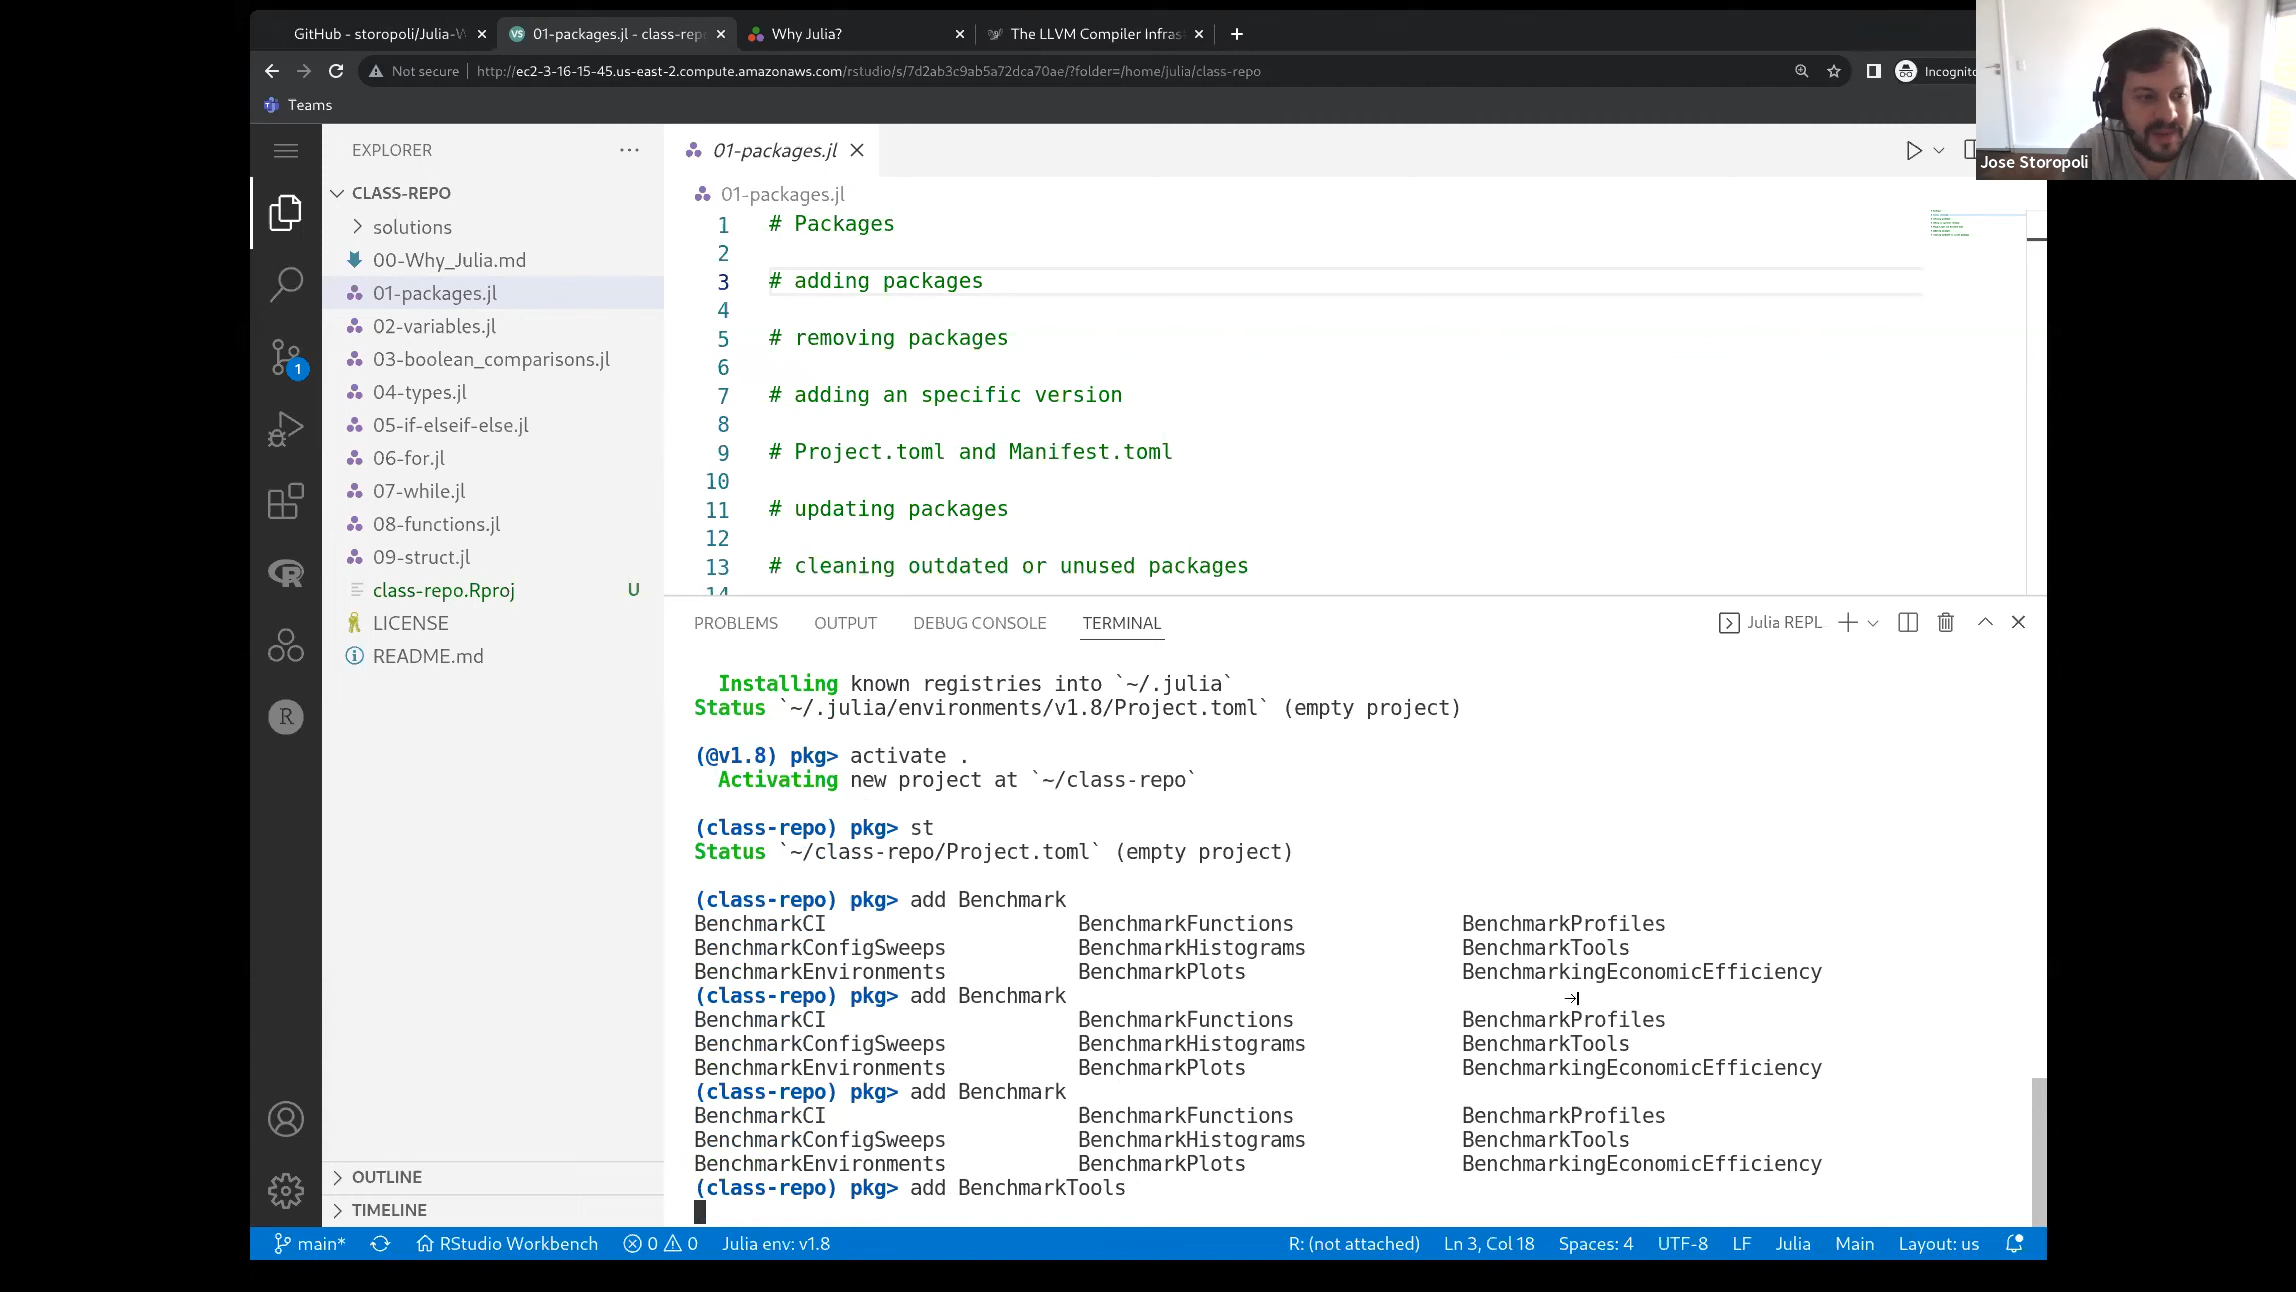 GitHub - storopoli/Julia-W
01-packages.jl - class-rep
Why Julia?
The LLVM Compiler Infras
Not secure
http://ec2-3-16-15-45.us-east-2.compute.amazonaws.com/rstudio/s/7d2ab3c9ab5a72dca70ae/?folder=/home/julia/class-repo
Incognito
Teams
Jose Storopoli
EXPLORER
CLASS-REPO
solutions
00-Why_Julia.md
01-packages.jl
02-variables.jl
03-boolean_comparisons.jl
04-types.jl
05-if-elseif-else.jl
06-for.jl
07-while.jl
08-functions.jl
09-struct.jl
class-repo.Rproj U
LICENSE
README.md
OUTLINE
TIMELINE
01-packages.jl
01-packages.jl
1 # Packages
2
3 # adding packages
4
5 # removing packages
6
7 # adding an specific version
8
9 # Project.toml and Manifest.toml
10
11 # updating packages
12
13 # cleaning outdated or unused packages
14
PROBLEMS OUTPUT DEBUG CONSOLE TERMINAL
Julia REPL
Installing known registries into `~/.julia`
Status `~/.julia/environments/v1.8/Project.toml` (empty project)
(@v1.8) pkg> activate .
Activating new project at `~/class-repo`
(class-repo) pkg> st
Status `~/class-repo/Project.toml` (empty project)
(class-repo) pkg> add Benchmark
BenchmarkCI BenchmarkFunctions BenchmarkProfiles
BenchmarkConfigSweeps BenchmarkHistograms BenchmarkTools
BenchmarkEnvironments BenchmarkPlots BenchmarkingEconomicEfficiency
(class-repo) pkg> add Benchmark
BenchmarkCI BenchmarkFunctions BenchmarkProfiles
BenchmarkConfigSweeps BenchmarkHistograms BenchmarkTools
BenchmarkEnvironments BenchmarkPlots BenchmarkingEconomicEfficiency
(class-repo) pkg> add Benchmark
BenchmarkCI BenchmarkFunctions BenchmarkProfiles
BenchmarkConfigSweeps BenchmarkHistograms BenchmarkTools
BenchmarkEnvironments BenchmarkPlots BenchmarkingEconomicEfficiency
(class-repo) pkg> add BenchmarkTools
main* RStudio Workbench 0 0 Julia env: v1.8 R: (not attached) Ln 3, Col 18 Spaces: 4 UTF-8 LF Julia Main Layout: us